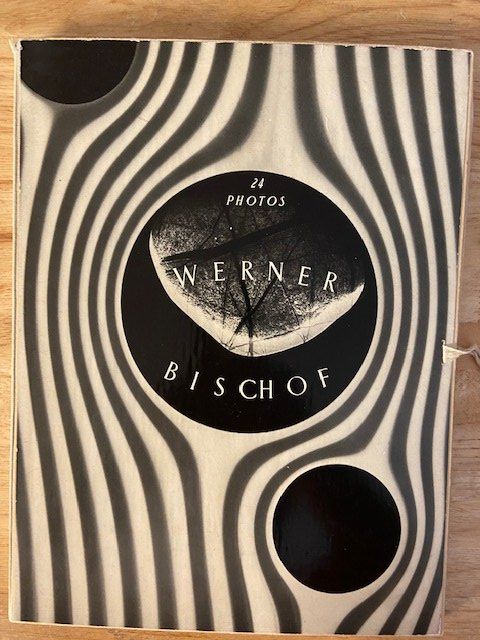 24
PHOTOS
WERNER
BISCHOF